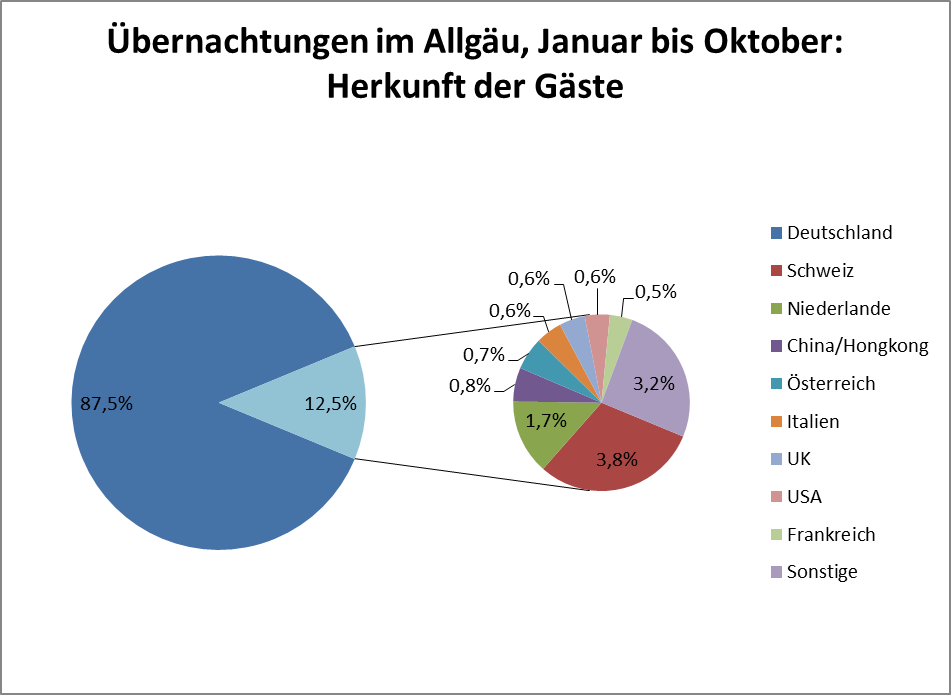 Übernachtungen im Allgäu, Januar bis Oktober:
Herkunft der Gäste
87,5%
12,5%
0,6%
0,6%
0,5%
0,6%
0,7%
0,8%
1,7%
3,8%
3,2%
Deutschland
Schweiz
Niederlande
China/Hongkong
Österreich
Italien
UK
USA
Frankreich
Sonstige